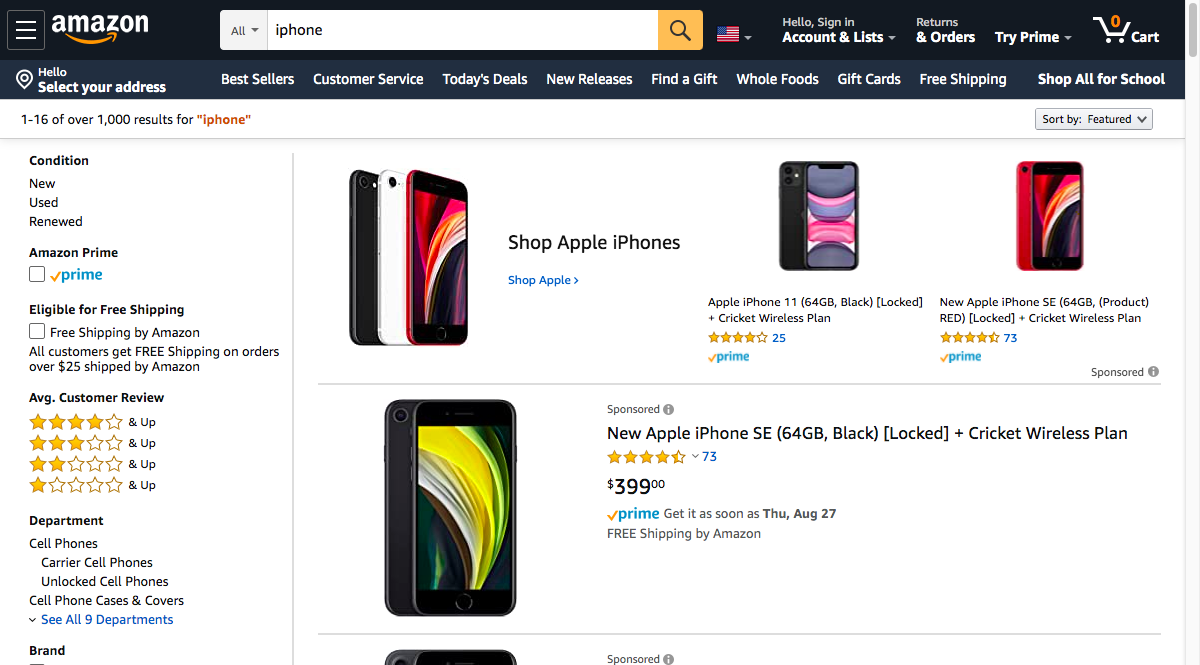 amazon
All
iphone
Hello, Sign in
Account & Lists
Returns
& Orders
Try Prime
0
Cart
Hello
Select your address
Best Sellers
Customer Service
Today's Deals
New Releases
Find a Gift
Whole Foods
Gift Cards
Free Shipping
Shop All for School
1-16 of over 1,000 results for "iphone"
Sort by: Featured
Condition
New
Used
Renewed
Amazon Prime
prime
Eligible for Free Shipping
Free Shipping by Amazon
All customers get FREE Shipping on orders
over $25 shipped by Amazon
Avg. Customer Review
& Up
& Up
& Up
& Up
Department
Cell Phones
Carrier Cell Phones
Unlocked Cell Phones
Cell Phone Cases & Covers
See All 9 Departments
Brand
Shop Apple iPhones
Shop Apple ›
Apple iPhone 11 (64GB, Black) [Locked]
+ Cricket Wireless Plan
25
prime
New Apple iPhone SE (64GB, (Product)
RED) [Locked] + Cricket Wireless Plan
73
prime
Sponsored
Sponsored
New Apple iPhone SE (64GB, Black) [Locked] + Cricket Wireless Plan
73
$39900
prime Get it as soon as Thu, Aug 27
FREE Shipping by Amazon
Sponsored